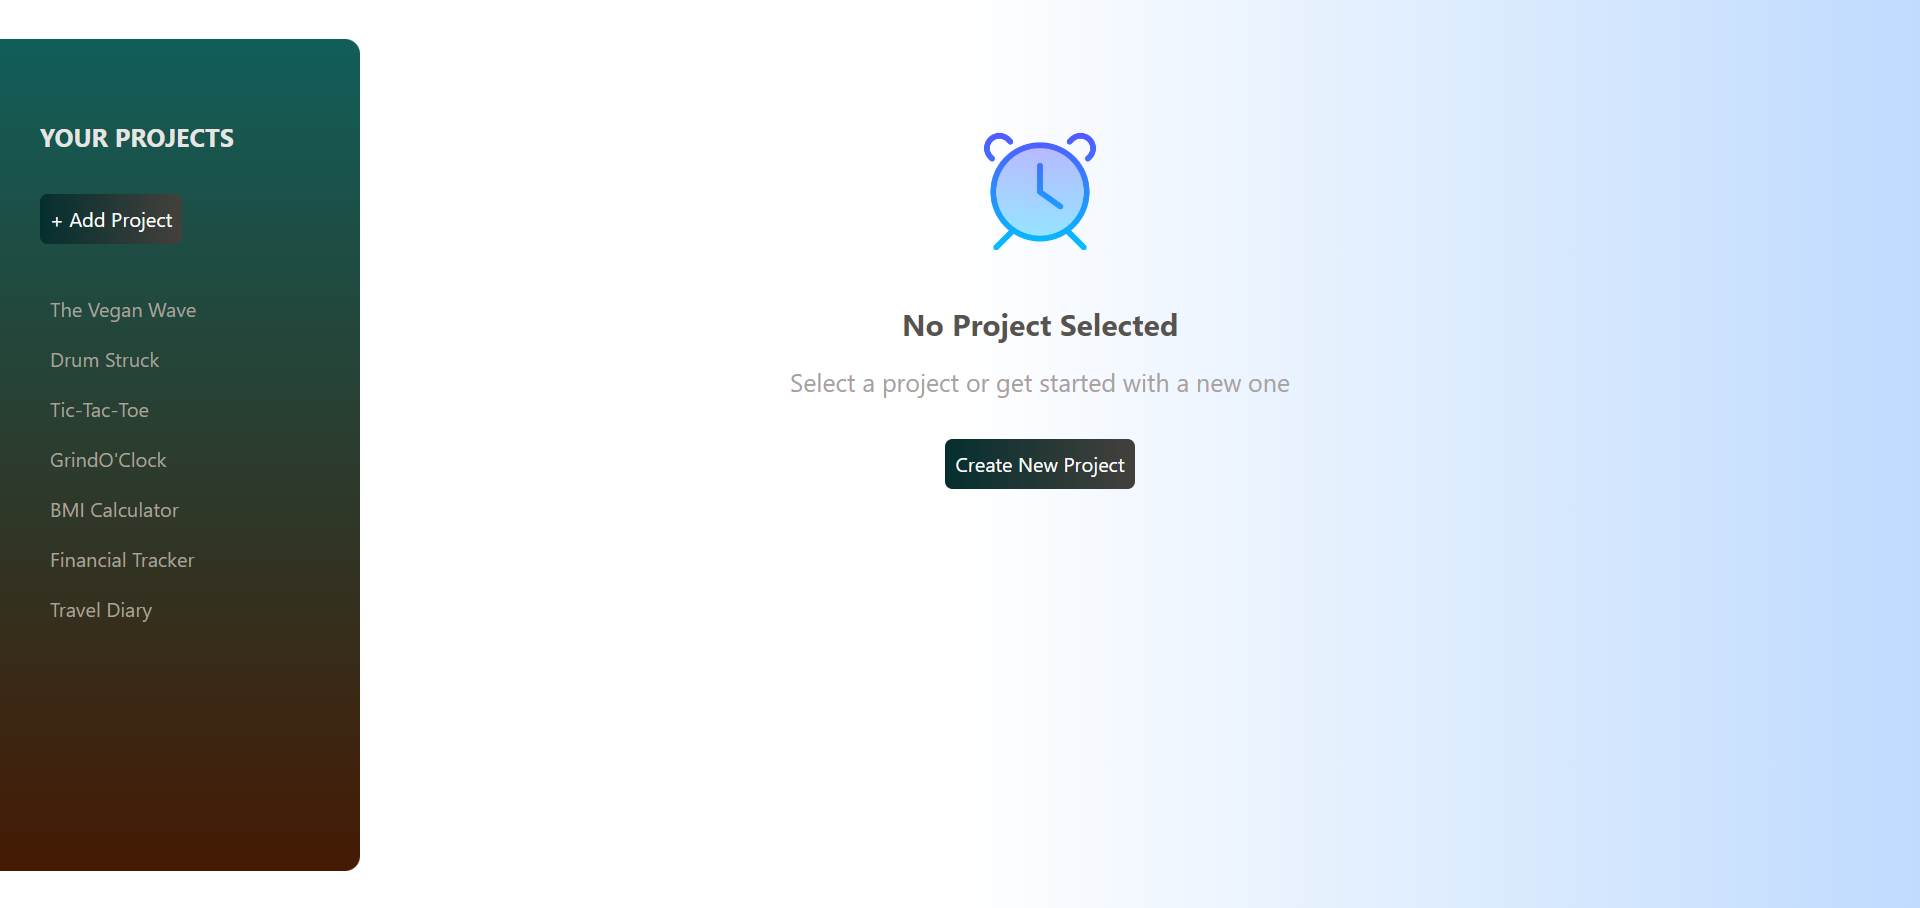 YOUR PROJECTS
+ Add Project
The Vegan Wave
Drum Struck
Tic-Tac-Toe
GrindO'Clock
BMI Calculator
Financial Tracker
Travel Diary
No Project Selected
Select a project or get started with a new one
Create New Project